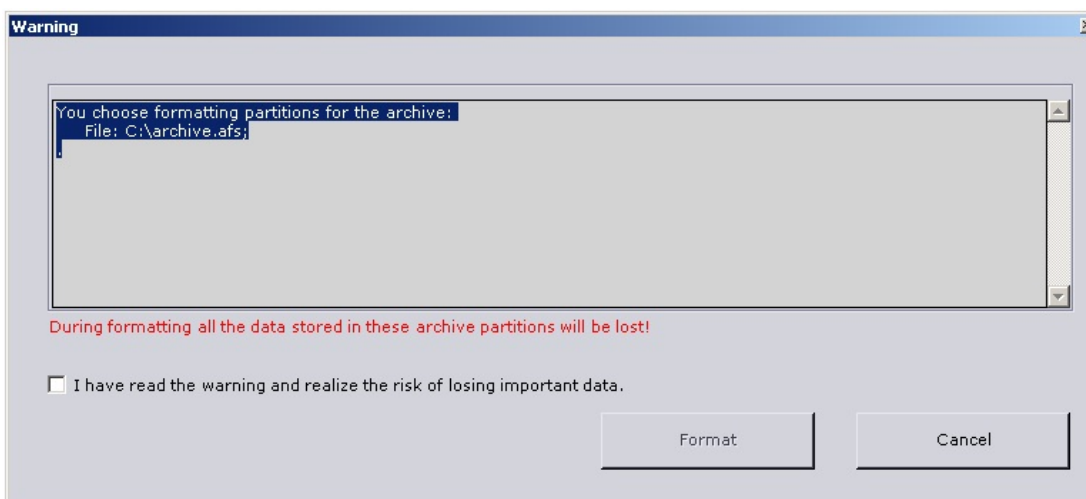 Warning
You choose formatting partitions for the archive:
File: C:\archive.afs;
.
During formatting all the data stored in these archive partitions will be lost!
I have read the warning and realize the risk of losing important data.
Format
Cancel